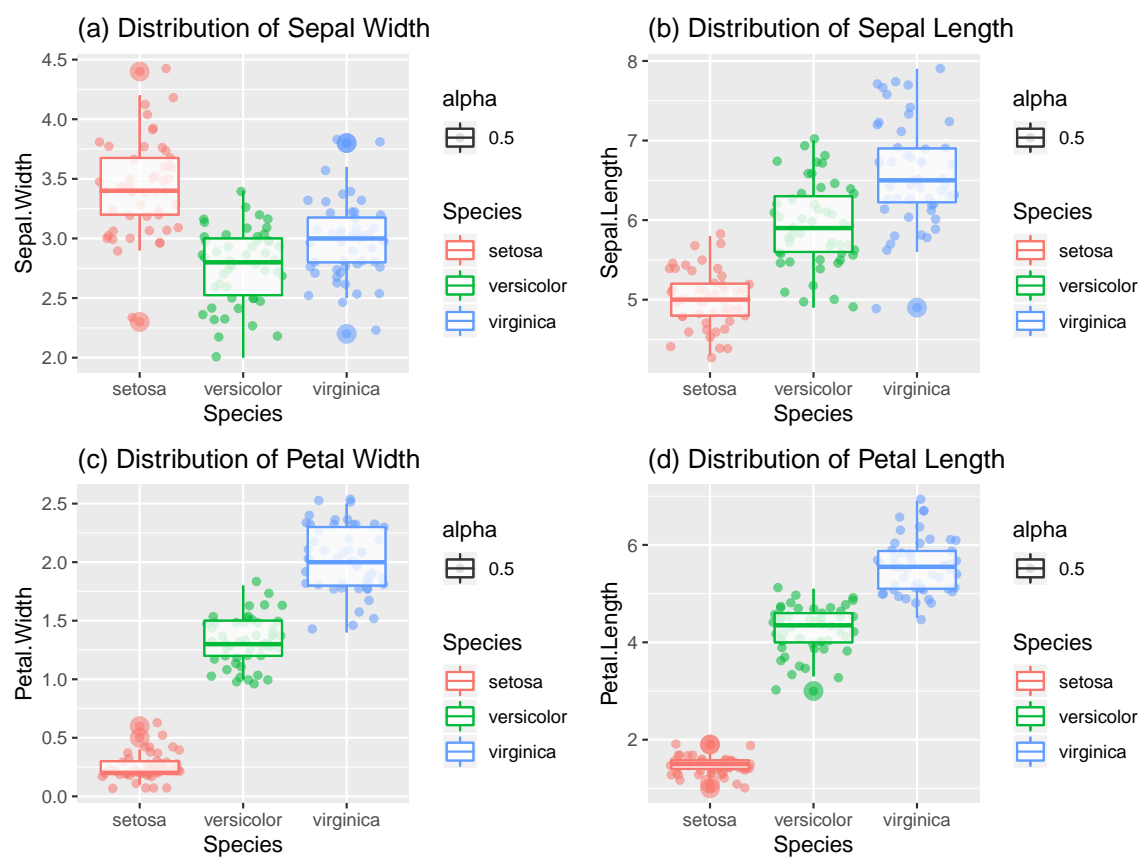 (a) Distribution of Sepal Width
4.5
4.0
3.5
3.0
2.5
2.0
Sepal.Width
setosa versicolor virginica
Species
alpha
0.5
Species
setosa
versicolor
virginica
(b) Distribution of Sepal Length
8
7
6
5
Sepal.Length
setosa versicolor virginica
Species
alpha
0.5
Species
setosa
versicolor
virginica
(c) Distribution of Petal Width
2.5
2.0
1.5
1.0
0.5
0.0
Petal.Width
setosa versicolor virginica
Species
alpha
0.5
Species
setosa
versicolor
virginica
(d) Distribution of Petal Length
6
4
2
Petal.Length
setosa versicolor virginica
Species
alpha
0.5
Species
setosa
versicolor
virginica